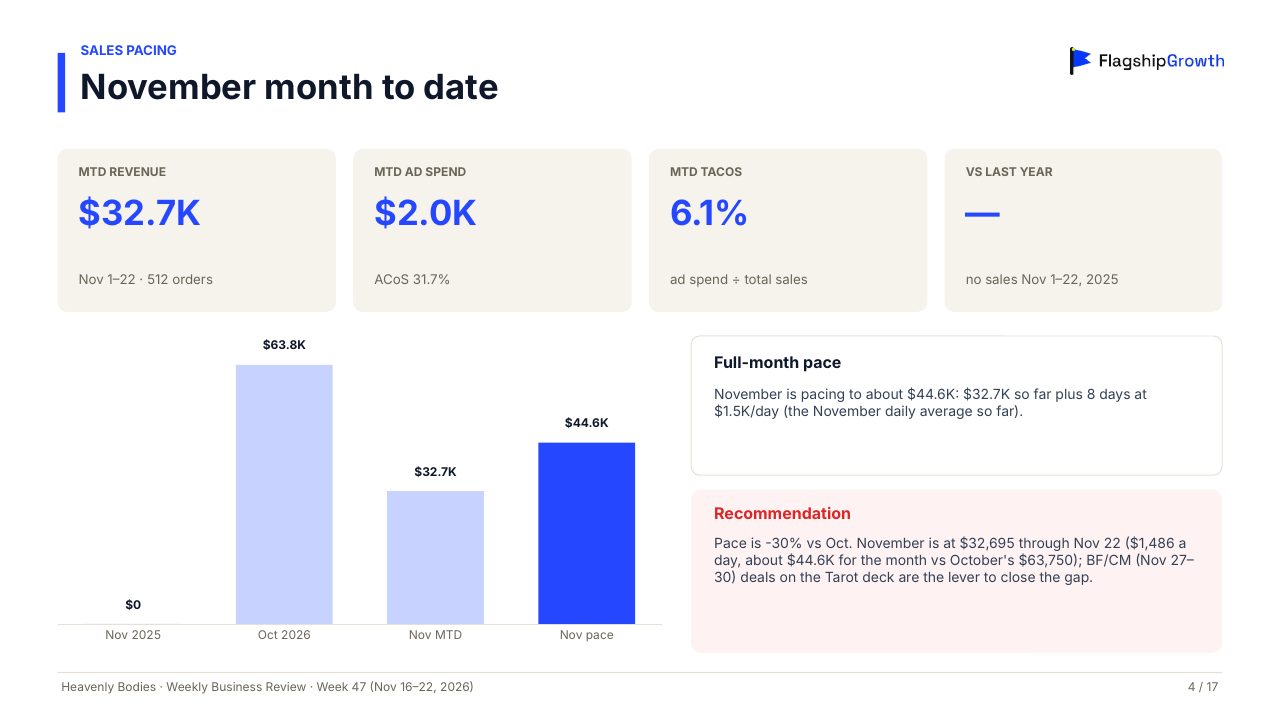 SALES PACING
November month to date
FlagshipGrowth
MTD REVENUE
$32.7K
Nov 1–22 · 512 orders
MTD AD SPEND
$2.0K
ACoS 31.7%
MTD TACOS
6.1%
ad spend ÷ total sales
VS LAST YEAR
—
no sales Nov 1–22, 2025
$0
$63.8K
$32.7K
$44.6K
Nov 2025
Oct 2026
Nov MTD
Nov pace
Full-month pace
November is pacing to about $44.6K: $32.7K so far plus 8 days at
$1.5K/day (the November daily average so far).
Recommendation
Pace is -30% vs Oct. November is at $32,695 through Nov 22 ($1,486 a
day, about $44.6K for the month vs October's $63,750); BF/CM (Nov 27–
30) deals on the Tarot deck are the lever to close the gap.
Heavenly Bodies · Weekly Business Review · Week 47 (Nov 16–22, 2026)
4 / 17